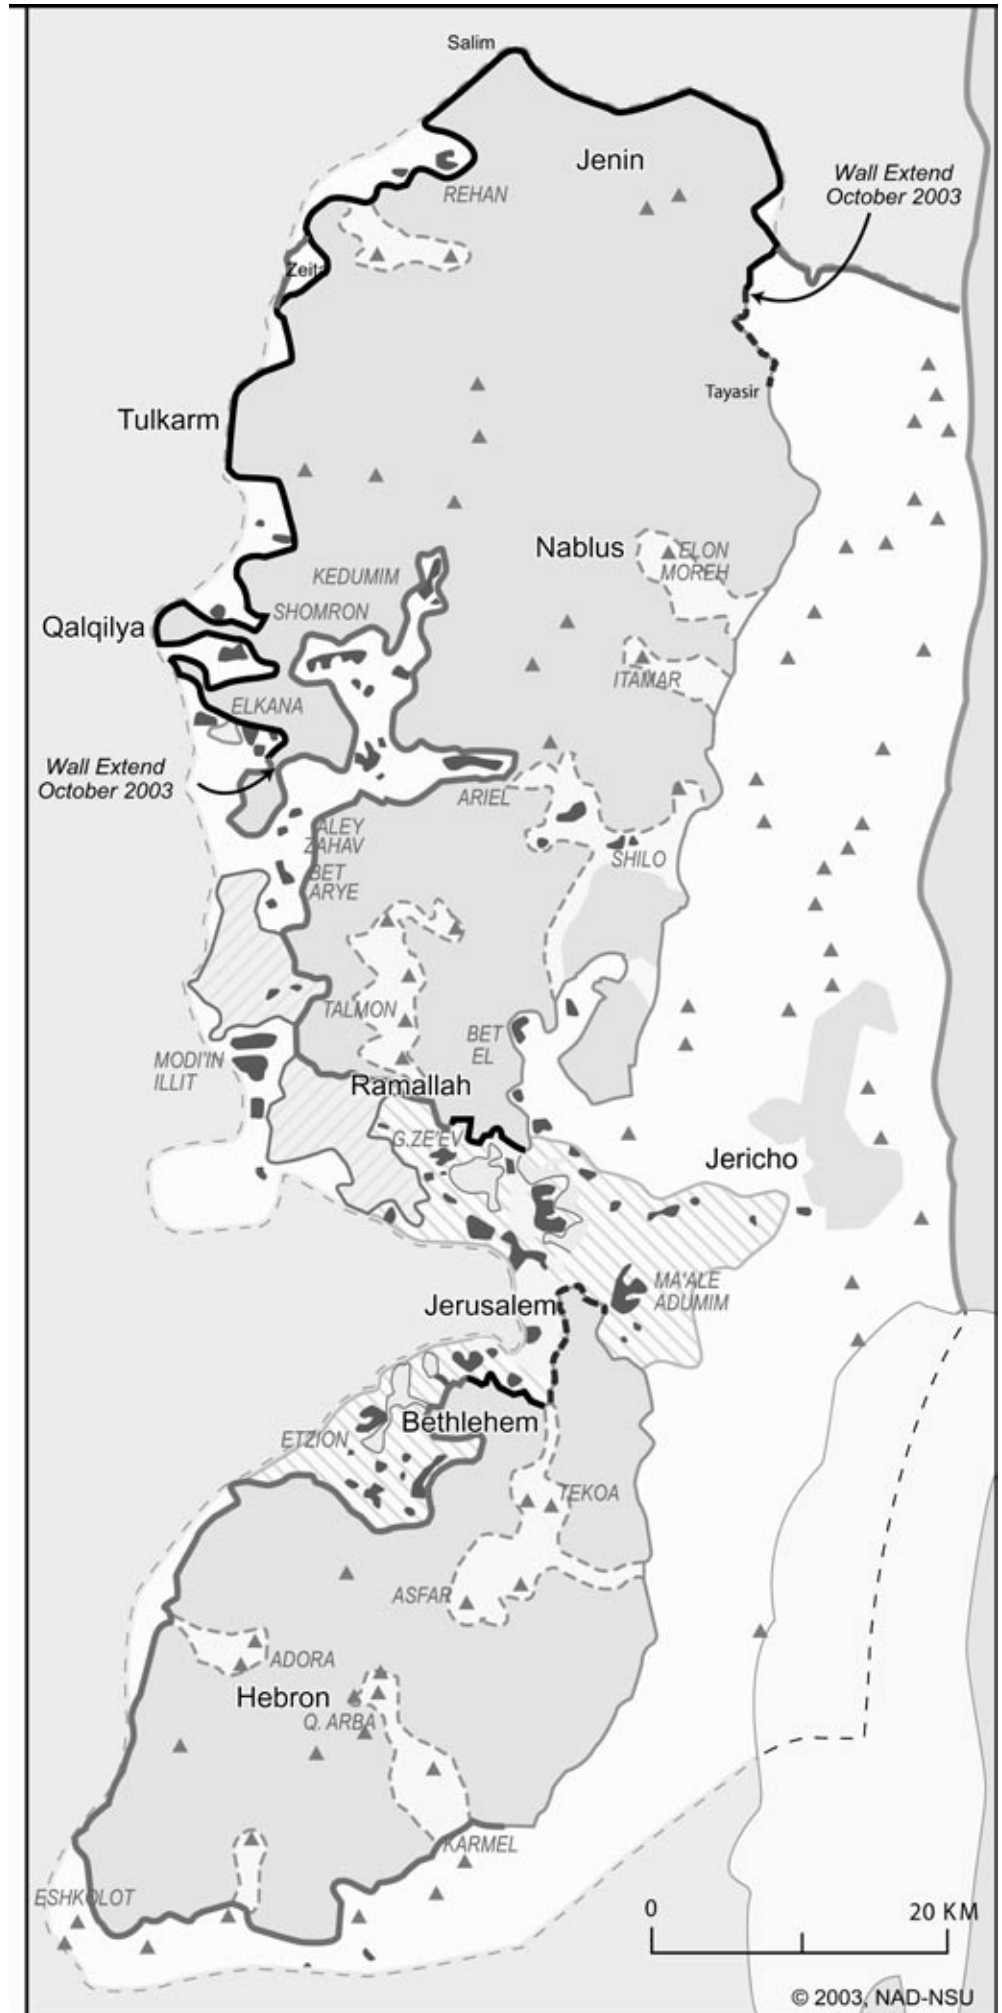 Salim
Jenin
Wall Extend
October 2003
REHAN
Zeita
Tayasir
Tulkarm
Nablus
ELON
MOREH
KEDUMIM
SHOMRON
Qalqilya
ITAMAR
ELKANA
Wall Extend
October 2003
ARIEL
ALEY
ZAHAV
SHILO
BET
ARYE
TALMON
BET
EL
MODI'IN
ILLIT
Ramallah
G.ZE'EV
Jericho
MA'ALE
ADUMIM
Jerusalem
Bethlehem
ETZION
TEKOA
ASFAR
ADORA
Hebron
Q. ARBA
KARMEL
ESHKOLOT
0
20 KM
© 2003, NAD-NSU